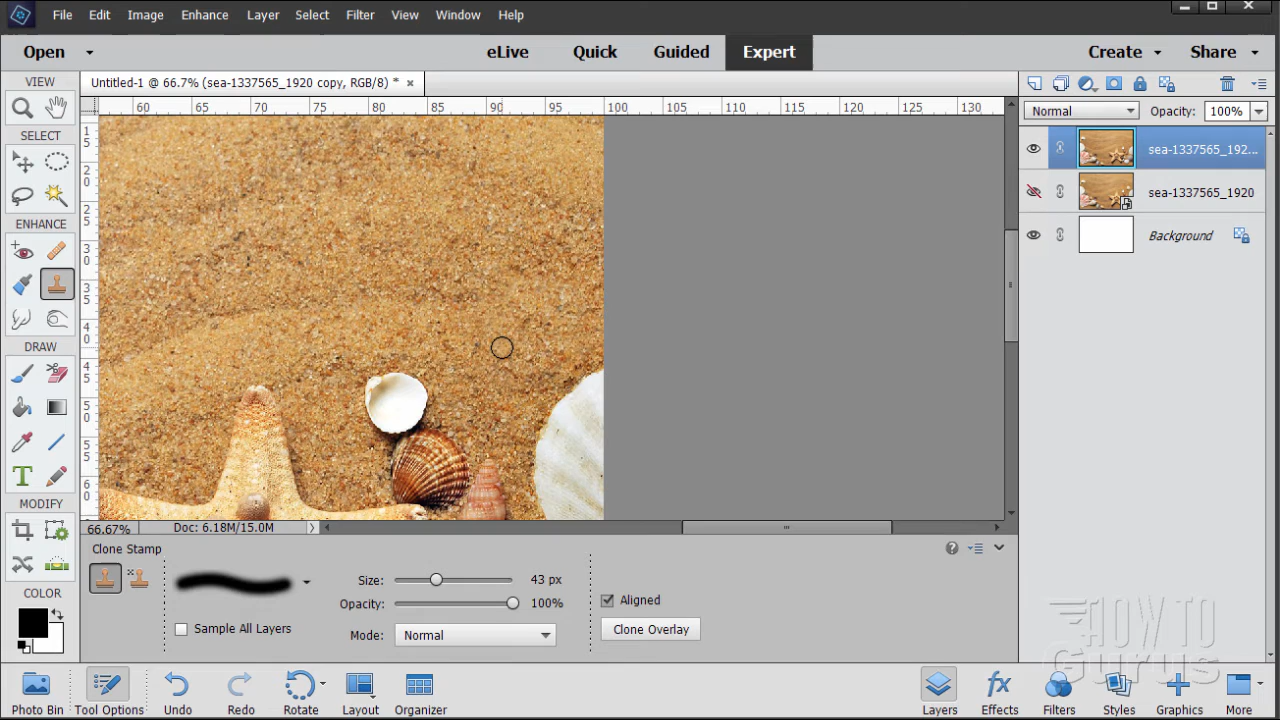 File Edit Image Enhance Layer Select Filter View Window Help
Open eLive Quick Guided Expert Create Share
VIEW
Untitled-1 @ 66.7% (sea-1337565_1920 copy, RGB/8) * ×
60 65 70 75 80 85 90 95 100 105 110 115 120 125 130
Normal Opacity: 100%
SELECT
sea-1337565_192...
sea-1337565_1920
Background
ENHANCE
15
20
25
30
35
40
45
50
55
60
DRAW
T
MODIFY
66.67% Doc: 6.18M/15.0M
Clone Stamp
COLOR
Size: 43 px
Opacity: 100%
Mode: Normal
Sample All Layers
Aligned
Clone Overlay
HOW TO
Gurus
Photo Bin Tool Options Undo Redo Rotate Layout Organizer Layers Effects Filters Styles Graphics More